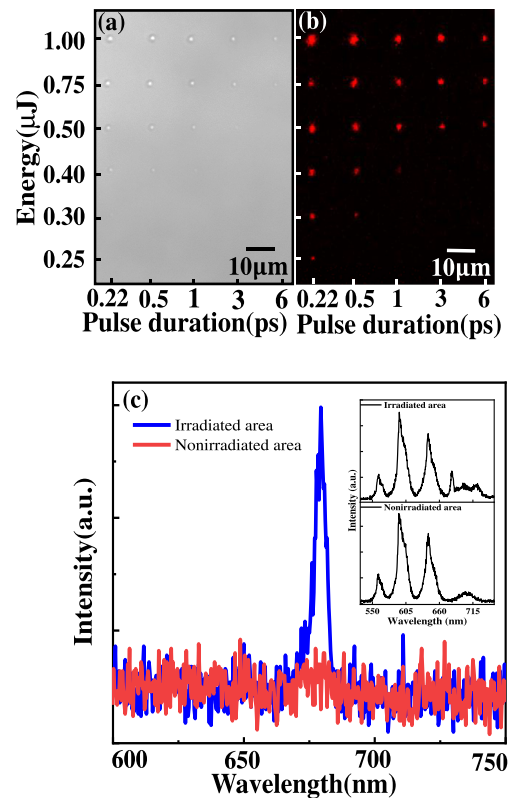 (a)
(b)
Energy(μJ)
1.00
0.75
0.50
0.40
0.30
0.25
10μm
10μm
0.22 0.5 1 3 6
0.22 0.5 1 3 6
Pulse duration(ps)
Pulse duration(ps)
(c)
Irradiated area
Nonirradiated area
Intensity(a.u.)
600 650 700 750
Wavelength(nm)
Irradiated area
Nonirradiated area
Intensity (a.u.)
550 605 660 715
Wavelength (nm)